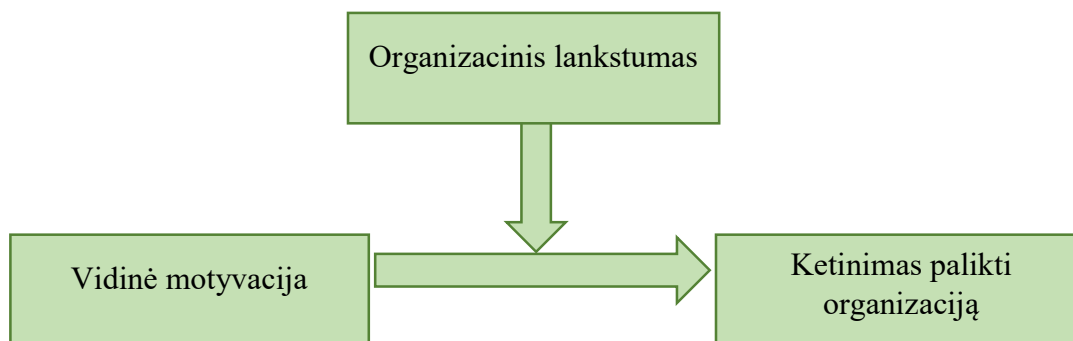 Organizacinis lankstumas
Vidinė motyvacija
Ketinimas palikti
organizaciją